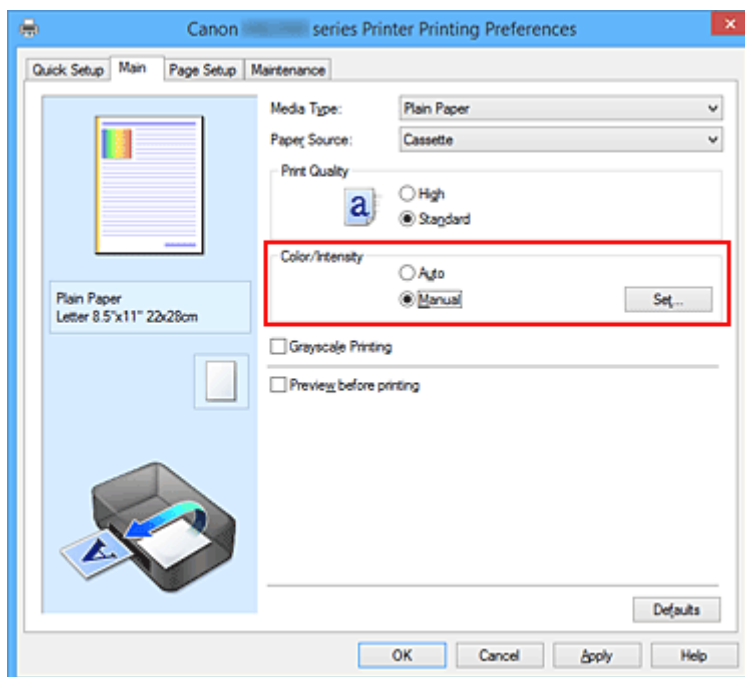 Canon series Printer Printing Preferences
Quick Setup Main Page Setup Maintenance
Media Type: Plain Paper
Paper Source: Cassette
Print Quality
a
High
Standard
Color/Intensity
Auto
Manual Set...
Plain Paper
Letter 8.5"x11" 22x28cm
Grayscale Printing
Preview before printing
A
Defaults
OK Cancel Apply Help